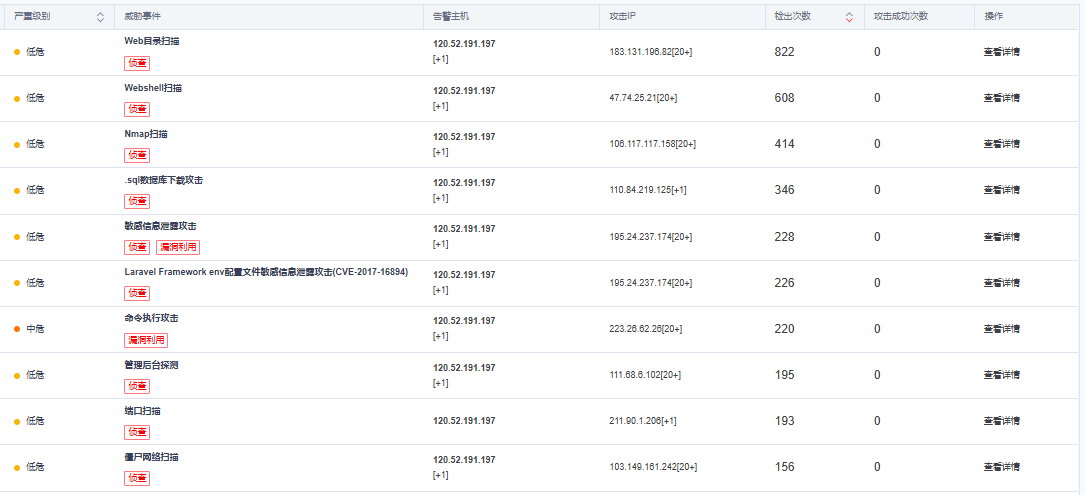 严重级别 威胁事件 告警主机 攻击IP 检出次数 攻击成功次数 操作
低危 Web目录扫描 侦查 120.52.191.197 [+1] 183.131.196.82[20+] 822 0 查看详情
低危 Webshell扫描 侦查 120.52.191.197 [+1] 47.74.25.21[20+] 608 0 查看详情
低危 Nmap扫描 侦查 120.52.191.197 [+1] 106.117.117.158[20+] 414 0 查看详情
低危 .sql数据库下载攻击 侦查 120.52.191.197 [+1] 110.84.219.125[+1] 346 0 查看详情
低危 敏感信息泄露攻击 侦查 漏洞利用 120.52.191.197 [+1] 195.24.237.174[20+] 228 0 查看详情
低危 Laravel Framework env配置文件敏感信息泄露攻击(CVE-2017-16894) 侦查 120.52.191.197 [+1] 195.24.237.174[20+] 226 0 查看详情
中危 命令执行攻击 漏洞利用 120.52.191.197 [+1] 223.26.62.26[20+] 220 0 查看详情
低危 管理后台探测 侦查 120.52.191.197 [+1] 111.68.6.102[20+] 195 0 查看详情
低危 端口扫描 侦查 120.52.191.197 211.90.1.206[+1] 193 0 查看详情
低危 僵尸网络扫描 侦查 120.52.191.197 [+1] 103.149.161.242[20+] 156 0 查看详情